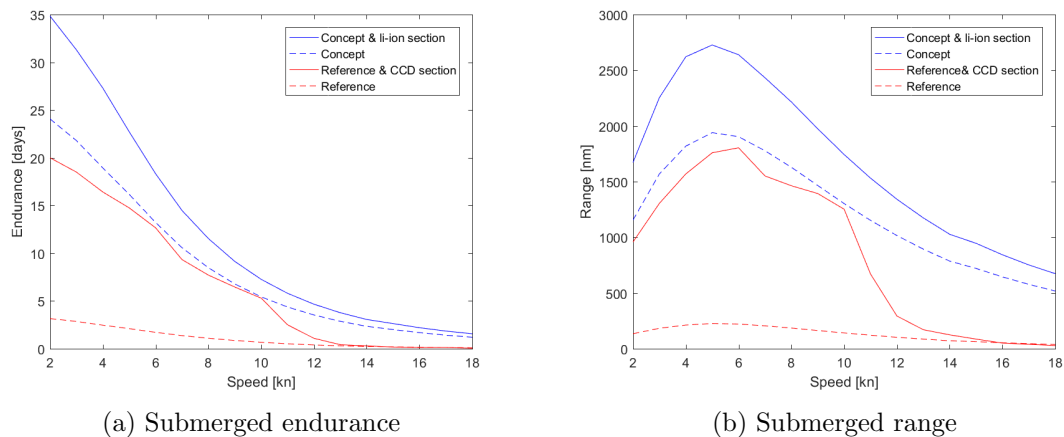 35
30
25
20
15
10
5
0
Endurance [days]
Concept & li-ion section
Concept
Reference & CCD section
Reference
2 4 6 8 10 12 14 16 18
Speed [kn]
(a) Submerged endurance
3000
2500
2000
1500
1000
500
0
Range [nm]
Concept & li-ion section
Concept
Reference& CCD section
Reference
2 4 6 8 10 12 14 16 18
Speed [kn]
(b) Submerged range